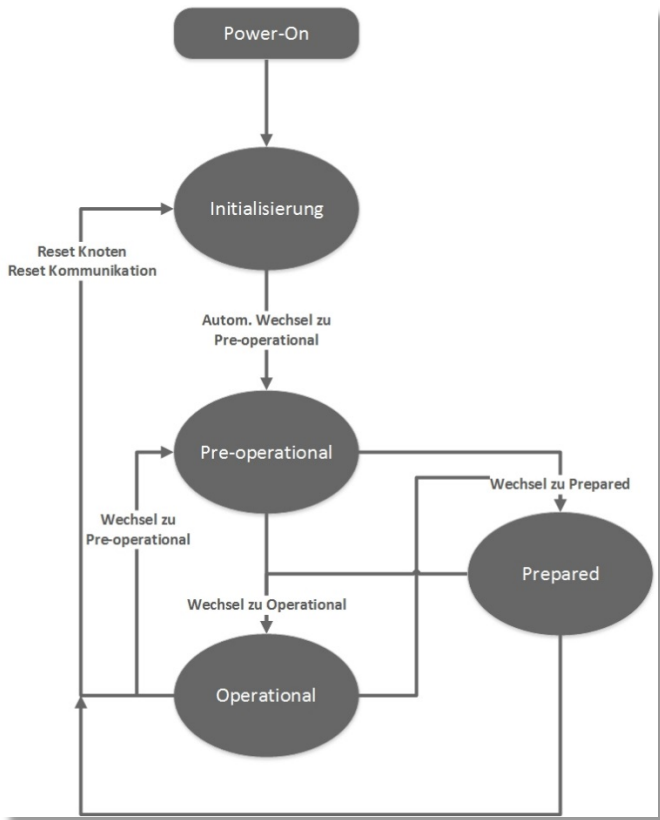 Power-On
Initialisierung
Reset Knoten
Reset Kommunikation
Autom. Wechsel zu
Pre-operational
Pre-operational
Wechsel zu Prepared
Wechsel zu
Pre-operational
Prepared
Wechsel zu Operational
Operational